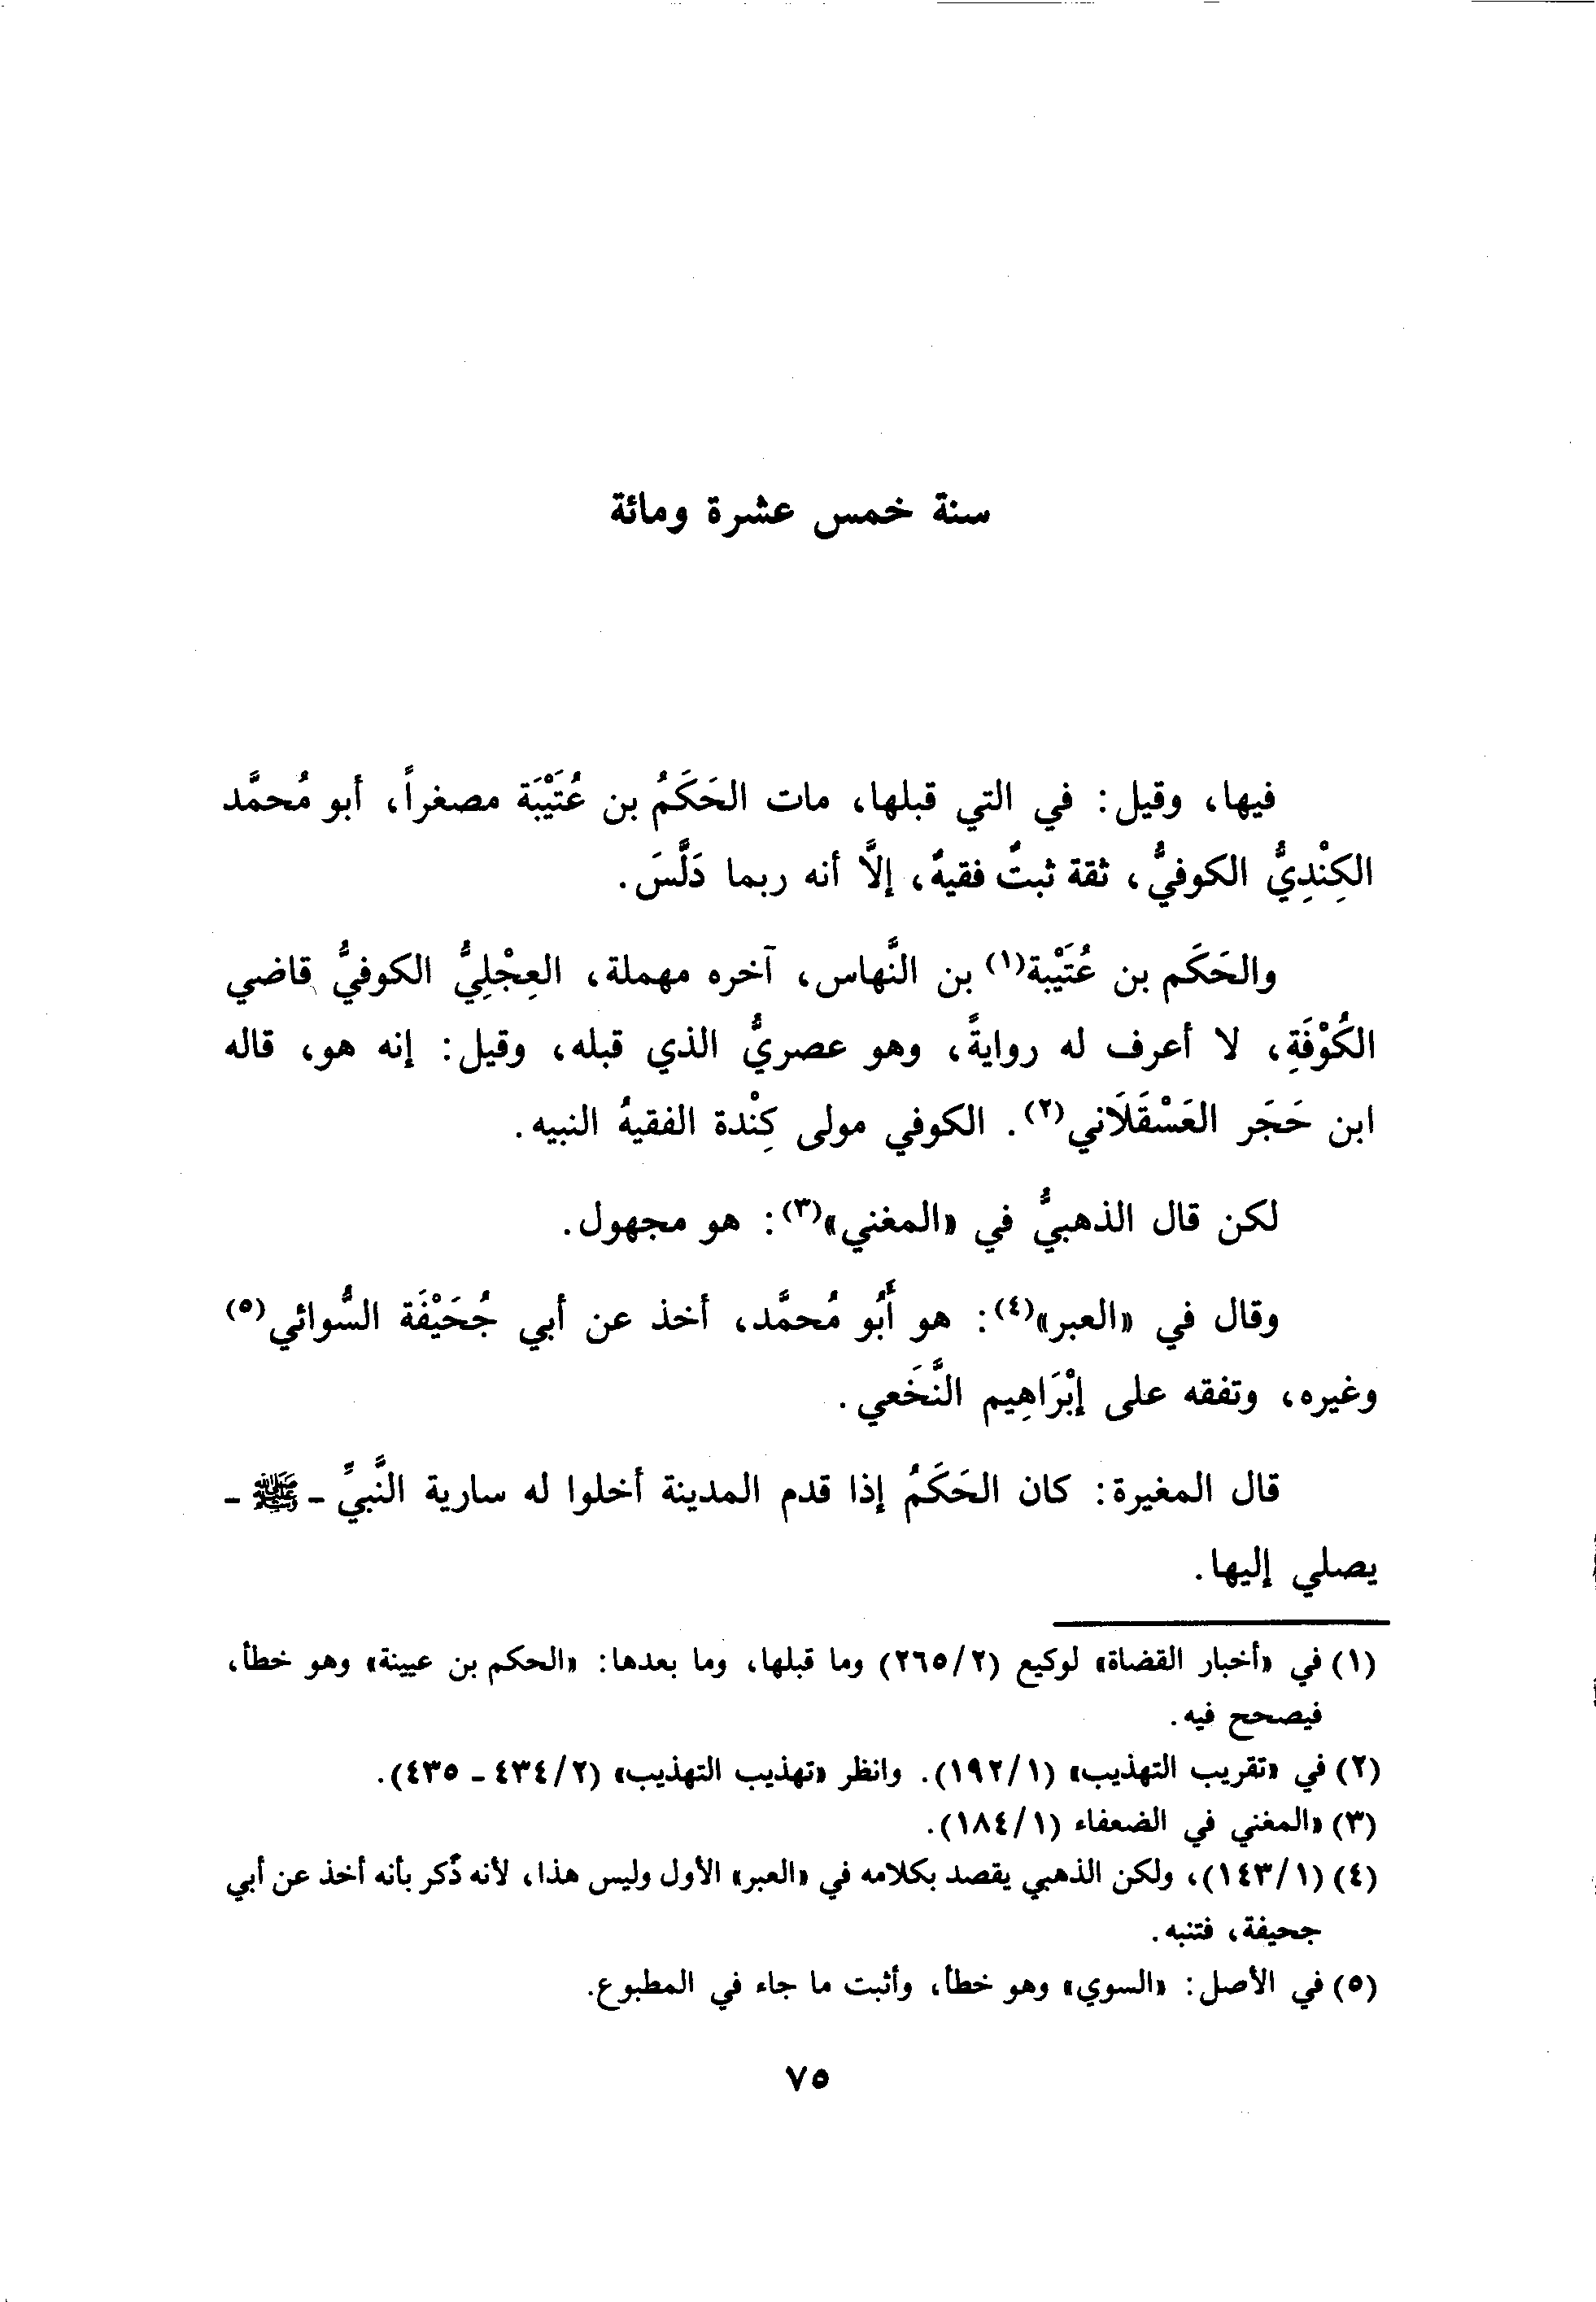 سنة خمس عشرة ومائة
فيها، وقيل: في التي قبلها، مات الحَكَمُ بن عُتَيْبَة مصغراً، أبو مُحمَّد
الكِنْدِيُّ الكوفيُّ، ثقة ثبتٌ فقيهٌ، إلاَّ أنه ربما دَلَّسَ.
والحَكَم بن عُتَيْبة(١) بن النَّهاس، آخره مهملة، العِجْلِيُّ الكوفيُّ قاضي
الكُوْفَةِ، لا أعرف له روايةً، وهو عصريُّ الذي قبله، وقيل: إنه هو، قاله
ابن حَجَر العَسْقَلَاني(٢). الكوفي مولى كِنْدة الفقيهُ النبيه.
لكن قال الذهبيُّ في «المغني»(٣): هو مجهول.
وقال في «العبر»(٤): هو أَبُو مُحمَّد، أخذ عن أبي جُحَيْفَة السُّوائي(٥)
وغيره، وتفقه على إبْرَاهِيم النَّخَعي.
قال المغيرة: كان الحَكَمُ إذا قدم المدينة أخلوا له سارية النَّبيِّ ـ ﷺ ـ
يصلي إليها.
(١) في «أخبار القضاة» لوكيع (٢/٢٦٥) وما قبلها، وما بعدها: «الحكم بن عيينة» وهو خطأ،
فيصحح فيه.
(٢) في «تقريب التهذيب» (١/١٩٢). وانظر «تهذيب التهذيب» (٢/٤٣٤ ـ ٤٣٥).
(٣) «المغني في الضعفاء (١/١٨٤).
(٤) (١/١٤٣)، ولكن الذهبي يقصد بكلامه في «العبر» الأول وليس هذا، لأنه ذُكر بأنه أخذ عن أبي
جحيفة، فتنبه.
(٥) في الأصل: «السوي» وهو خطأ، وأثبت ما جاء في المطبوع.
٧٥